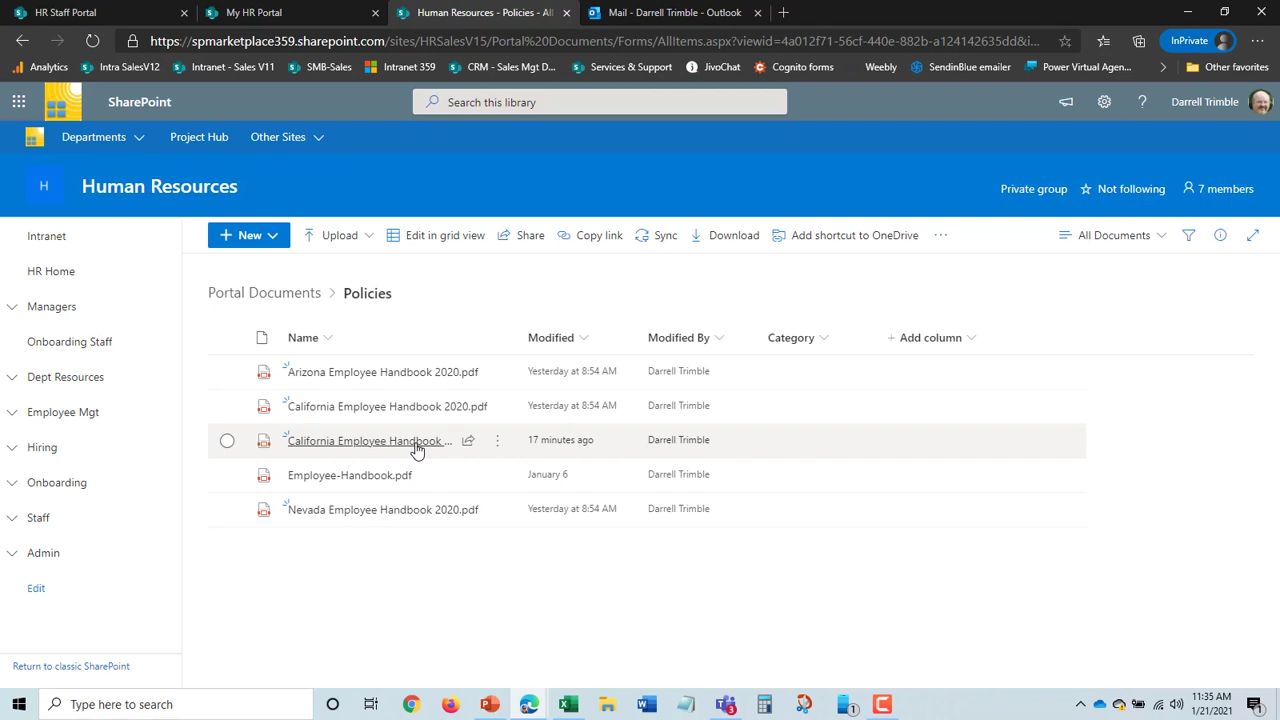 HR Staff Portal
My HR Portal
Human Resources - Policies - All
Mail - Darrell Trimble - Outlook
https://spmarketplace359.sharepoint.com/sites/HRSalesV15/Portal%20Documents/Forms/AllItems.aspx?viewid=4a012f71-56cf-440e-882b-a124142635dd&i...
InPrivate
Analytics
Intra SalesV12
Intranet - Sales V11
SMB-Sales
Intranet 359
CRM - Sales Mgt D...
Services & Support
JivoChat
Cognito forms
Weebly
SendinBlue emailer
Power Virtual Agen...
Other favorites
SharePoint
Search this library
Darrell Trimble
Departments
Project Hub
Other Sites
H
Human Resources
Private group
Not following
7 members
Intranet
HR Home
Managers
Onboarding Staff
Dept Resources
Employee Mgt
Hiring
Onboarding
Staff
Admin
Edit
Return to classic SharePoint
+ New
Upload
Edit in grid view
Share
Copy link
Sync
Download
Add shortcut to OneDrive
...
All Documents
Portal Documents > Policies
Name
Modified
Modified By
Category
+ Add column
Arizona Employee Handbook 2020.pdf
Yesterday at 8:54 AM
Darrell Trimble
California Employee Handbook 2020.pdf
Yesterday at 8:54 AM
Darrell Trimble
California Employee Handbook ...
17 minutes ago
Darrell Trimble
Employee-Handbook.pdf
January 6
Darrell Trimble
Nevada Employee Handbook 2020.pdf
Yesterday at 8:54 AM
Darrell Trimble
Type here to search
3
1
11:35 AM
1/21/2021
1